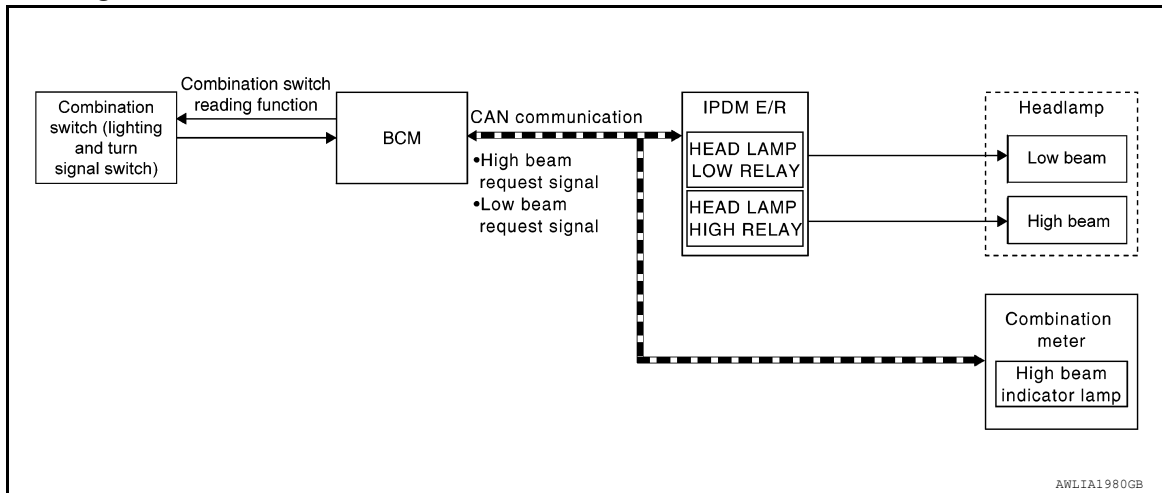 Combination switch
reading function
Combination
switch (lighting
and turn
signal switch)
BCM
CAN communication
•High beam
request signal
•Low beam
request signal
IPDM E/R
HEAD LAMP
LOW RELAY
HEAD LAMP
HIGH RELAY
Headlamp
Low beam
High beam
Combination
meter
High beam
indicator lamp
AWLIA1980GB